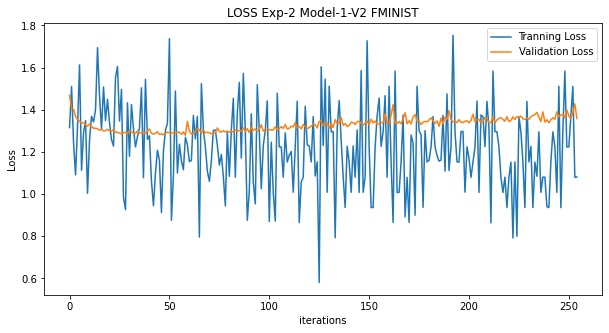 LOSS Exp-2 Model-1-V2 FMINIST
Tranning Loss
Validation Loss
Loss
1.8
1.6
1.4
1.2
1.0
0.8
0.6
0
50
100
150
200
250
iterations